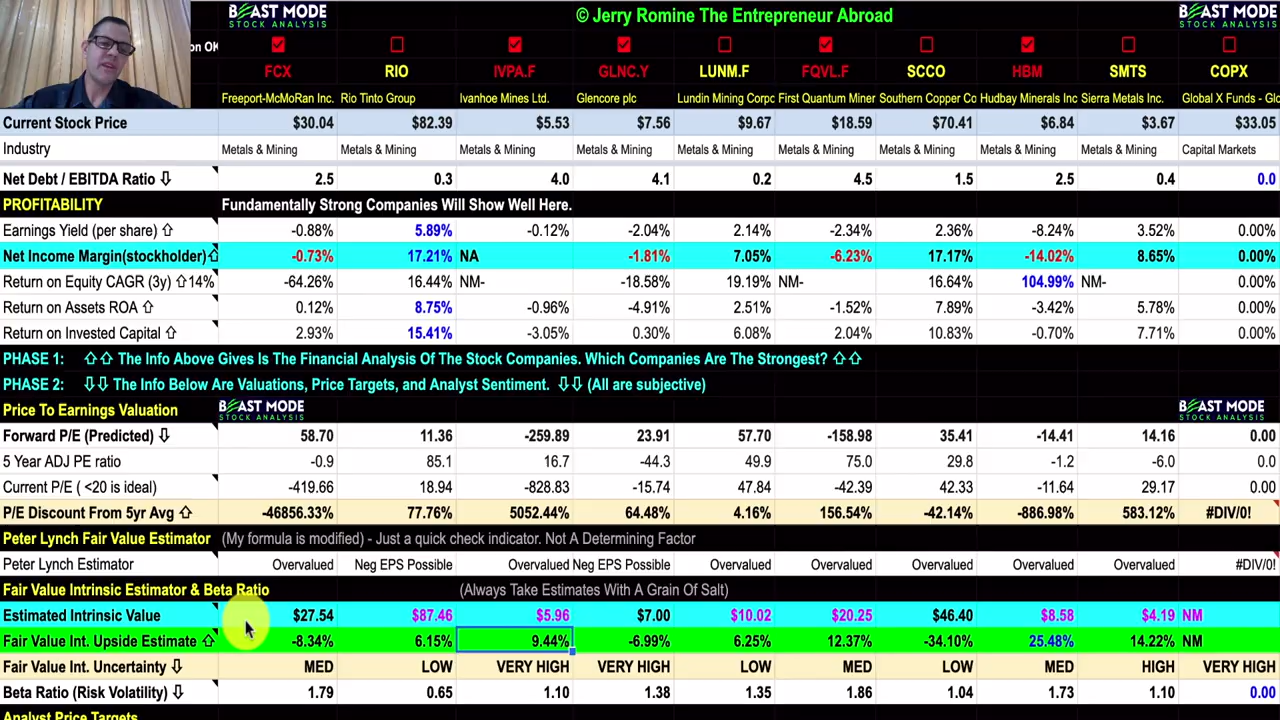 BEAST MODE STOCK ANALYSIS © Jerry Romine The Entrepreneur Abroad BEAST MODE STOCK ANALYSIS
on OK
FCX RIO IVPA.F GLNC.Y LUNM.F FQVL.F SCCO HBM SMTS COPX
Freeport-McMoRan Inc. Rio Tinto Group Ivanhoe Mines Ltd. Glencore plc Lundin Mining Corpo First Quantum Miner Southern Copper Co Hudbay Minerals Inc Sierra Metals Inc. Global X Funds - Glo
Current Stock Price $30.04 $82.39 $5.53 $7.56 $9.67 $18.59 $70.41 $6.84 $3.67 $33.05
Industry Metals & Mining Metals & Mining Metals & Mining Metals & Mining Metals & Mining Metals & Mining Metals & Mining Metals & Mining Metals & Mining Capital Markets
Net Debt / EBITDA Ratio ⇩ 2.5 0.3 4.0 4.1 0.2 4.5 1.5 2.5 0.4 0.0
PROFITABILITY Fundamentally Strong Companies Will Show Well Here.
Earnings Yield (per share) ⇧ -0.88% 5.89% -0.12% -2.04% 2.14% -2.34% 2.36% -8.24% 3.52% 0.00%
Net Income Margin(stockholder)⇧ -0.73% 17.21% NA -1.81% 7.05% -6.23% 17.17% -14.02% 8.65% 0.00%
Return on Equity CAGR (3y) ⇧14% -64.26% 16.44% NM- -18.58% 19.19% NM- 16.64% 104.99% NM- 0.00%
Return on Assets ROA ⇧ 0.12% 8.75% -0.96% -4.91% 2.51% -1.52% 7.89% -3.42% 5.78% 0.00%
Return on Invested Capital ⇧ 2.93% 15.41% -3.05% 0.30% 6.08% 2.04% 10.83% -0.70% 7.71% 0.00%
PHASE 1: ⇧⇧ The Info Above Gives Is The Financial Analysis Of The Stock Companies. Which Companies Are The Strongest? ⇧⇧
PHASE 2: ⇩⇩ The Info Below Are Valuations, Price Targets, and Analyst Sentiment. ⇩⇩ (All are subjective)
Price To Earnings Valuation BEAST MODE STOCK ANALYSIS BEAST MODE STOCK ANALYSIS
Forward P/E (Predicted) ⇩ 58.70 11.36 -259.89 23.91 57.70 -158.98 35.41 -14.41 14.16 0.00
5 Year ADJ PE ratio -0.9 85.1 16.7 -44.3 49.9 75.0 29.8 -1.2 -6.0 0.0
Current P/E ( <20 is ideal) -419.66 18.94 -828.83 -15.74 47.84 -42.39 42.33 -11.64 29.17 0.00
P/E Discount From 5yr Avg ⇧ -46856.33% 77.76% 5052.44% 64.48% 4.16% 156.54% -42.14% -886.98% 583.12% #DIV/0!
Peter Lynch Fair Value Estimator (My formula is modified) - Just a quick check indicator. Not A Determining Factor
Peter Lynch Estimator Overvalued Neg EPS Possible Overvalued Neg EPS Possible Overvalued Overvalued Overvalued Overvalued Overvalued #DIV/0!
Fair Value Intrinsic Estimator & Beta Ratio (Always Take Estimates With A Grain Of Salt)
Estimated Intrinsic Value $27.54 $87.46 $5.96 $7.00 $10.02 $20.25 $46.40 $8.58 $4.19 NM
Fair Value Int. Upside Estimate ⇧ -8.34% 6.15% 9.44% -6.99% 6.25% 12.37% -34.10% 25.48% 14.22% NM
Fair Value Int. Uncertainty ⇩ MED LOW VERY HIGH VERY HIGH LOW MED LOW MED HIGH VERY HIGH
Beta Ratio (Risk Volatility) ⇩ 1.79 0.65 1.10 1.38 1.35 1.86 1.04 1.73 1.10 0.00
Analyst Price Targets